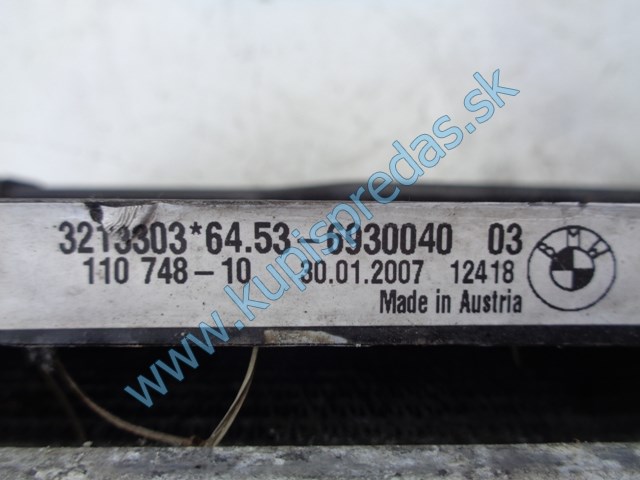 3213303*64.53-6930040 03
110 748-10 30.01.2007 12418
Made in Austria
BMW
www.kupispredas.sk